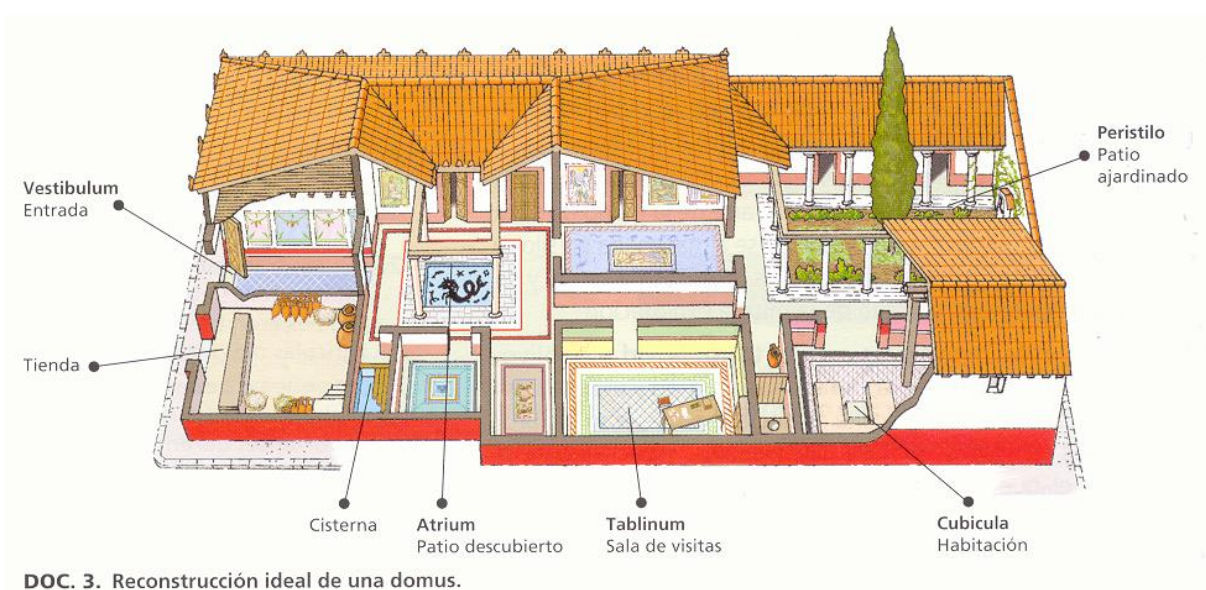 Vestibulum
Entrada
Peristilo
Patio
ajardinado
Tienda
Cisterna
Atrium
Patio descubierto
Tablinum
Sala de visitas
Cubicula
Habitación
DOC. 3. Reconstrucción ideal de una domus.